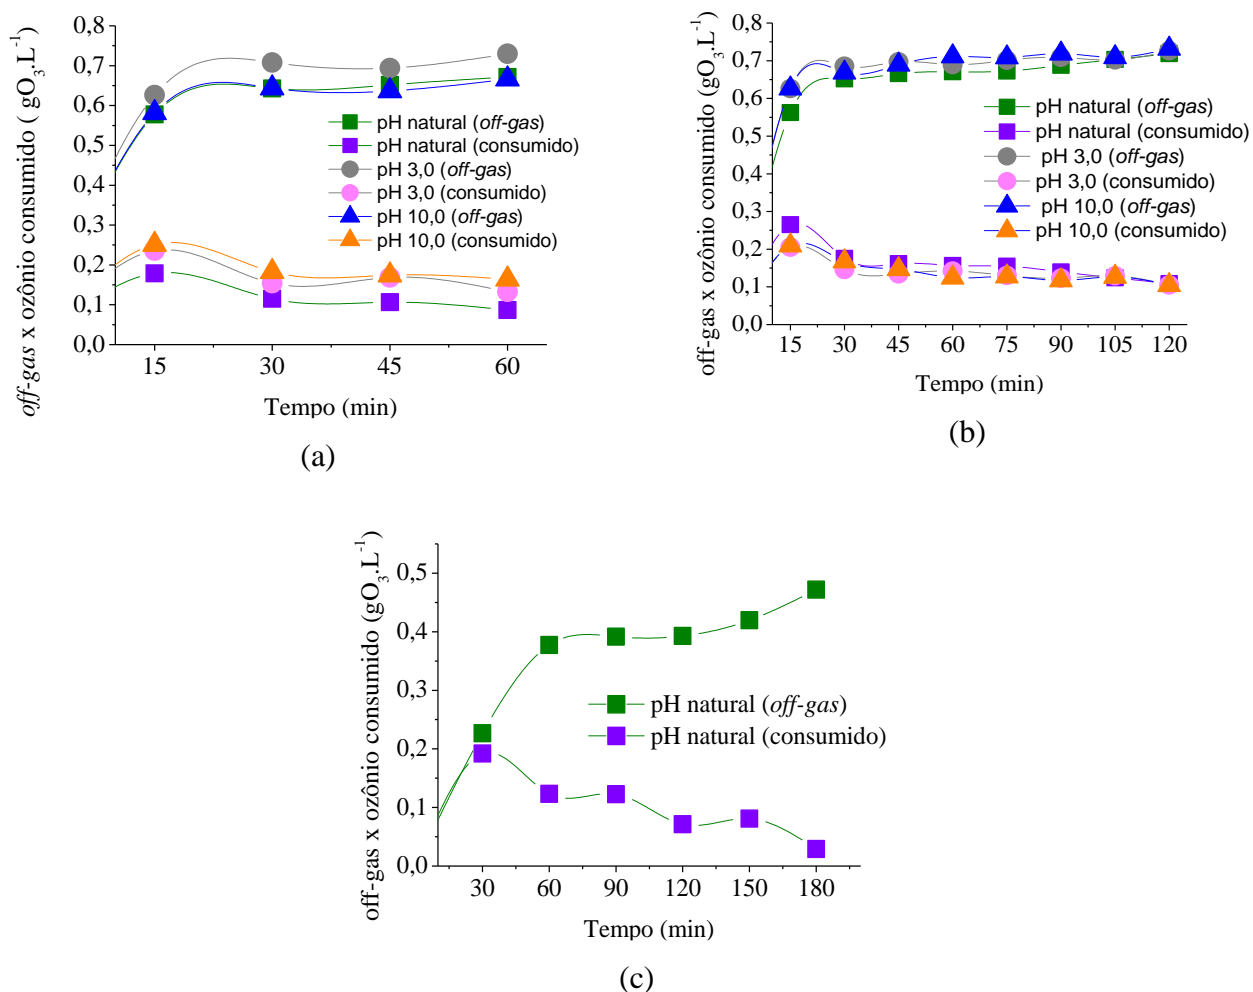 off-gas x ozônio consumido ( gO3.L-1)
0,8
0,7
0,6
0,5
0,4
0,3
0,2
0,1
0,0
pH natural (off-gas)
pH natural (consumido)
pH 3,0 (off-gas)
pH 3,0 (consumido)
pH 10,0 (off-gas)
pH 10,0 (consumido)
15 30 45 60
Tempo (min)
(a)
off-gas x ozônio consumido (gO3.L-1)
0,8
0,7
0,6
0,5
0,4
0,3
0,2
0,1
0,0
pH natural (off-gas)
pH natural (consumido)
pH 3,0 (off-gas)
pH 3,0 (consumido)
pH 10,0 (off-gas)
pH 10,0 (consumido)
15 30 45 60 75 90 105 120
Tempo (min)
(b)
off-gas x ozônio consumido (gO3.L-1)
0,5
0,4
0,3
0,2
0,1
0,0
pH natural (off-gas)
pH natural (consumido)
30 60 90 120 150 180
Tempo (min)
(c)